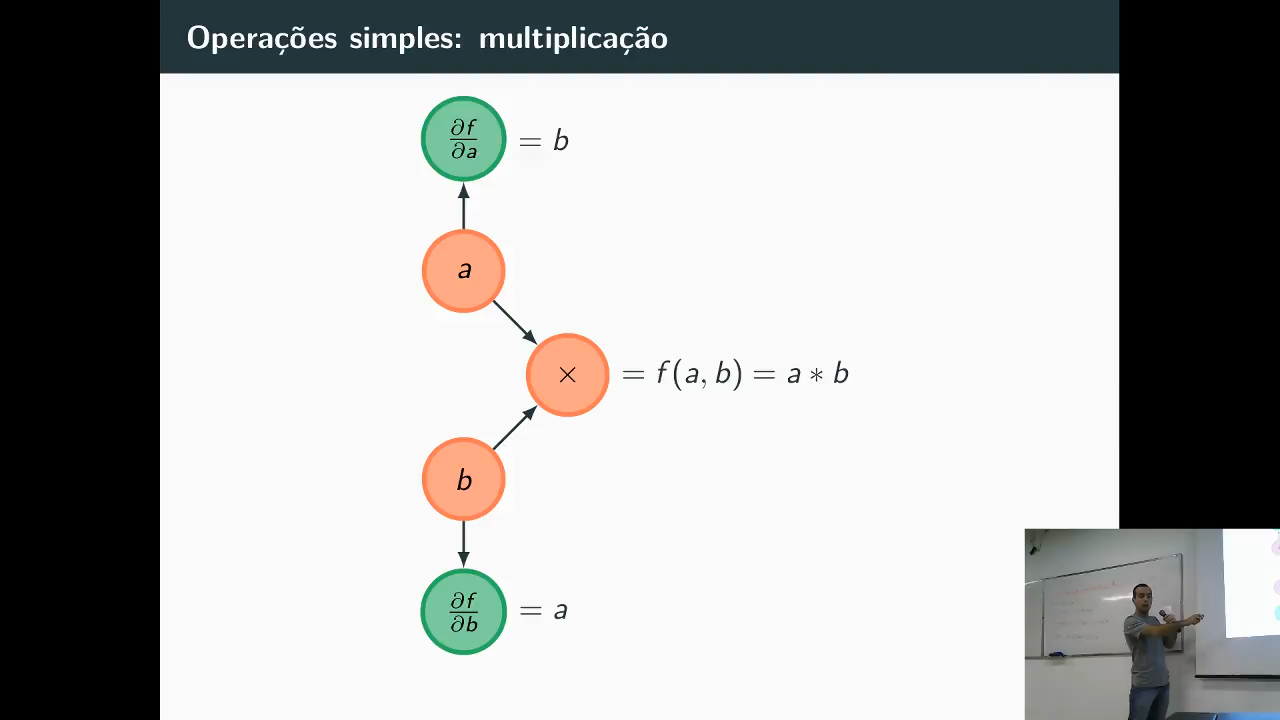 Operações simples: multiplicação
∂f/∂a = b
a
× = f(a, b) = a ∗ b
b
∂f/∂b = a